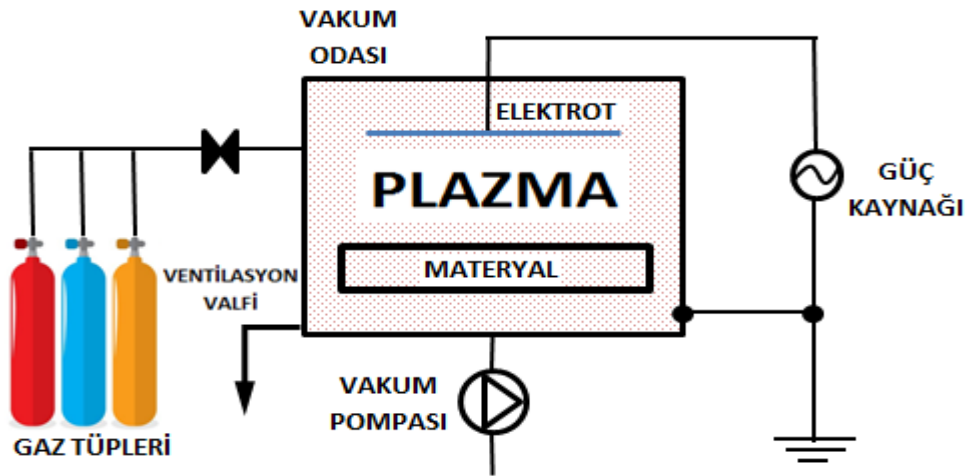 VAKUM
ODASI
ELEKTROT
PLAZMA
GÜÇ
KAYNAĞI
MATERYAL
VENTİLASYON
VALFİ
VAKUM
POMPASI
GAZ TÜPLERİ